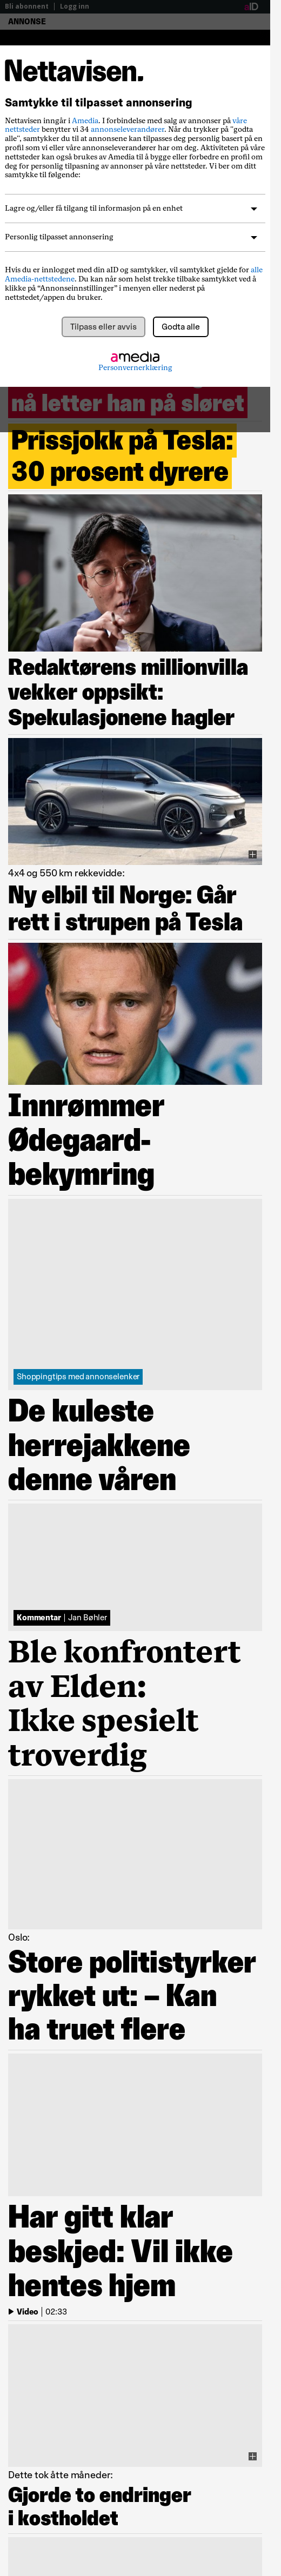 Bli abonnent | Logg inn
aID
ANNONSE
Nettavisen.
Samtykke til tilpasset annonsering
Nettavisen inngår i Amedia. I forbindelse med salg av annonser på våre
nettsteder benytter vi 34 annonseleverandører. Når du trykker på "godta
alle", samtykker du til at annonsene kan tilpasses deg personlig basert på en
profil som vi eller våre annonseleverandører har om deg. Aktiviteten på våre
nettsteder kan også brukes av Amedia til å bygge eller forbedre en profil om
deg for personlig tilpasning av annonser på våre nettsteder. Vi ber om ditt
samtykke til følgende:
Lagre og/eller få tilgang til informasjon på en enhet
Personlig tilpasset annonsering
Hvis du er innlogget med din aID og samtykker, vil samtykket gjelde for alle
Amedia-nettstedene. Du kan når som helst trekke tilbake samtykket ved å
klikke på “Annonseinnstillinger” i menyen eller nederst på
nettstedet/appen du bruker.
Tilpass eller avvis
Godta alle
amedia
Personvernerklæring
nå letter han på sløret
Prissjokk på Tesla:
30 prosent dyrere
Redaktørens millionvilla
vekker oppsikt:
Spekulasjonene hagler
4x4 og 550 km rekkevidde:
Ny elbil til Norge: Går
rett i strupen på Tesla
Innrømmer
Ødegaard-
bekymring
Shoppingtips med annonselenker
De kuleste
herrejakkene
denne våren
Kommentar | Jan Bøhler
Ble konfrontert
av Elden:
Ikke spesielt
troverdig
Oslo:
Store politistyrker
rykket ut: – Kan
ha truet flere
Har gitt klar
beskjed: Vil ikke
hentes hjem
Video | 02:33
Dette tok åtte måneder:
Gjorde to endringer
i kostholdet